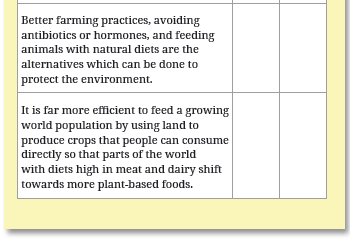 Better farming practices, avoiding
antibiotics or hormones, and feeding
animals with natural diets are the
alternatives which can be done to
protect the environment.
It is far more efficient to feed a growing
world population by using land to
produce crops that people can consume
directly so that parts of the world
with diets high in meat and dairy shift
towards more plant-based foods.